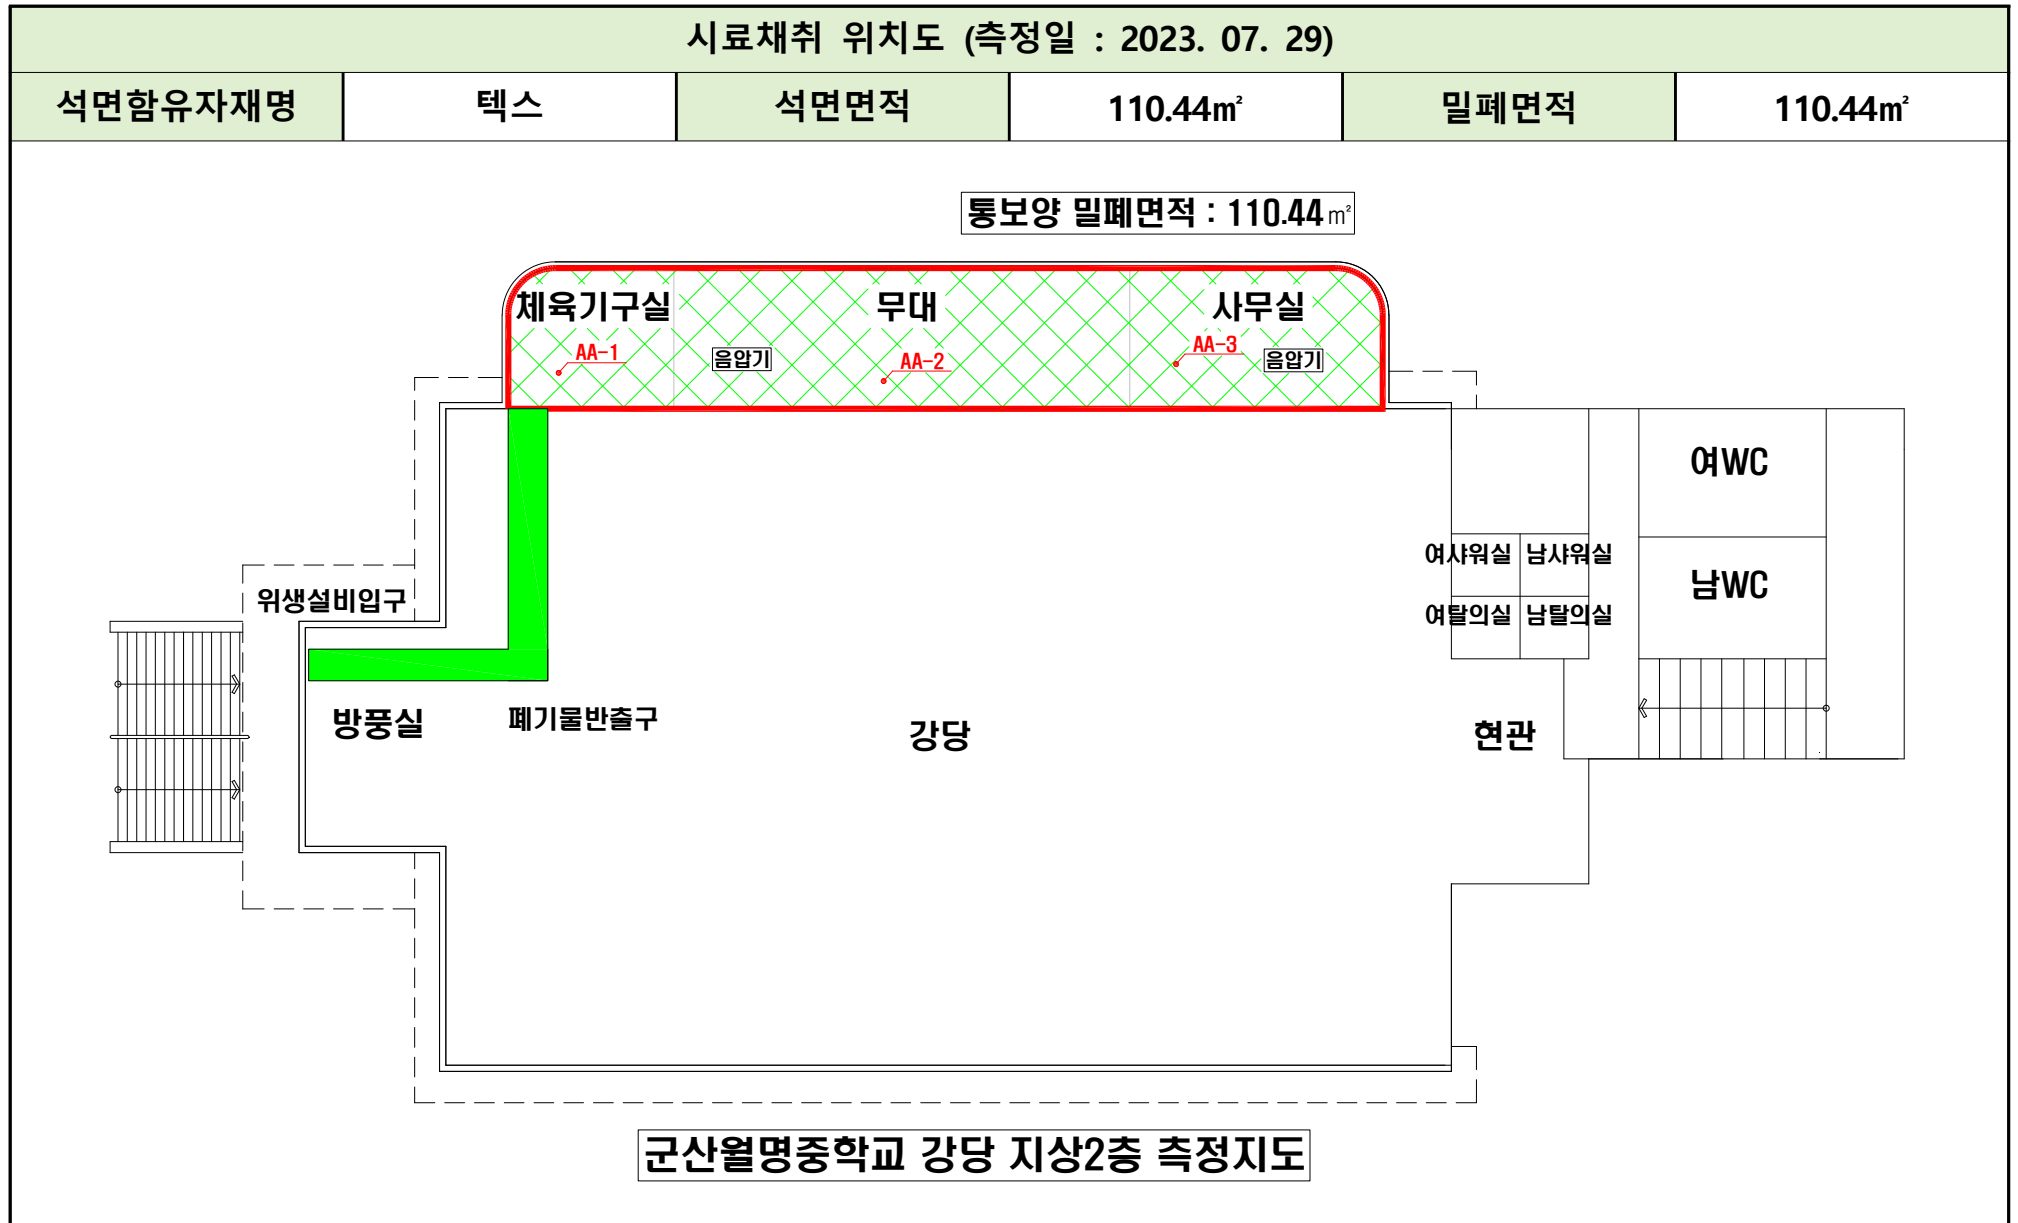 시료채취 위치도 (측정일 : 2023. 07. 29)
석면함유자재명 텍스 석면면적 110.44㎡ 밀폐면적 110.44㎡
통보양 밀폐면적 : 110.44㎡
체육기구실 무대 사무실
AA-1 음압기 AA-2 AA-3 음압기
여WC
여샤워실 남샤워실
남WC
위생설비입구
여탈의실 남탈의실
방풍실 폐기물반출구 강당 현관
군산월명중학교 강당 지상2층 측정지도